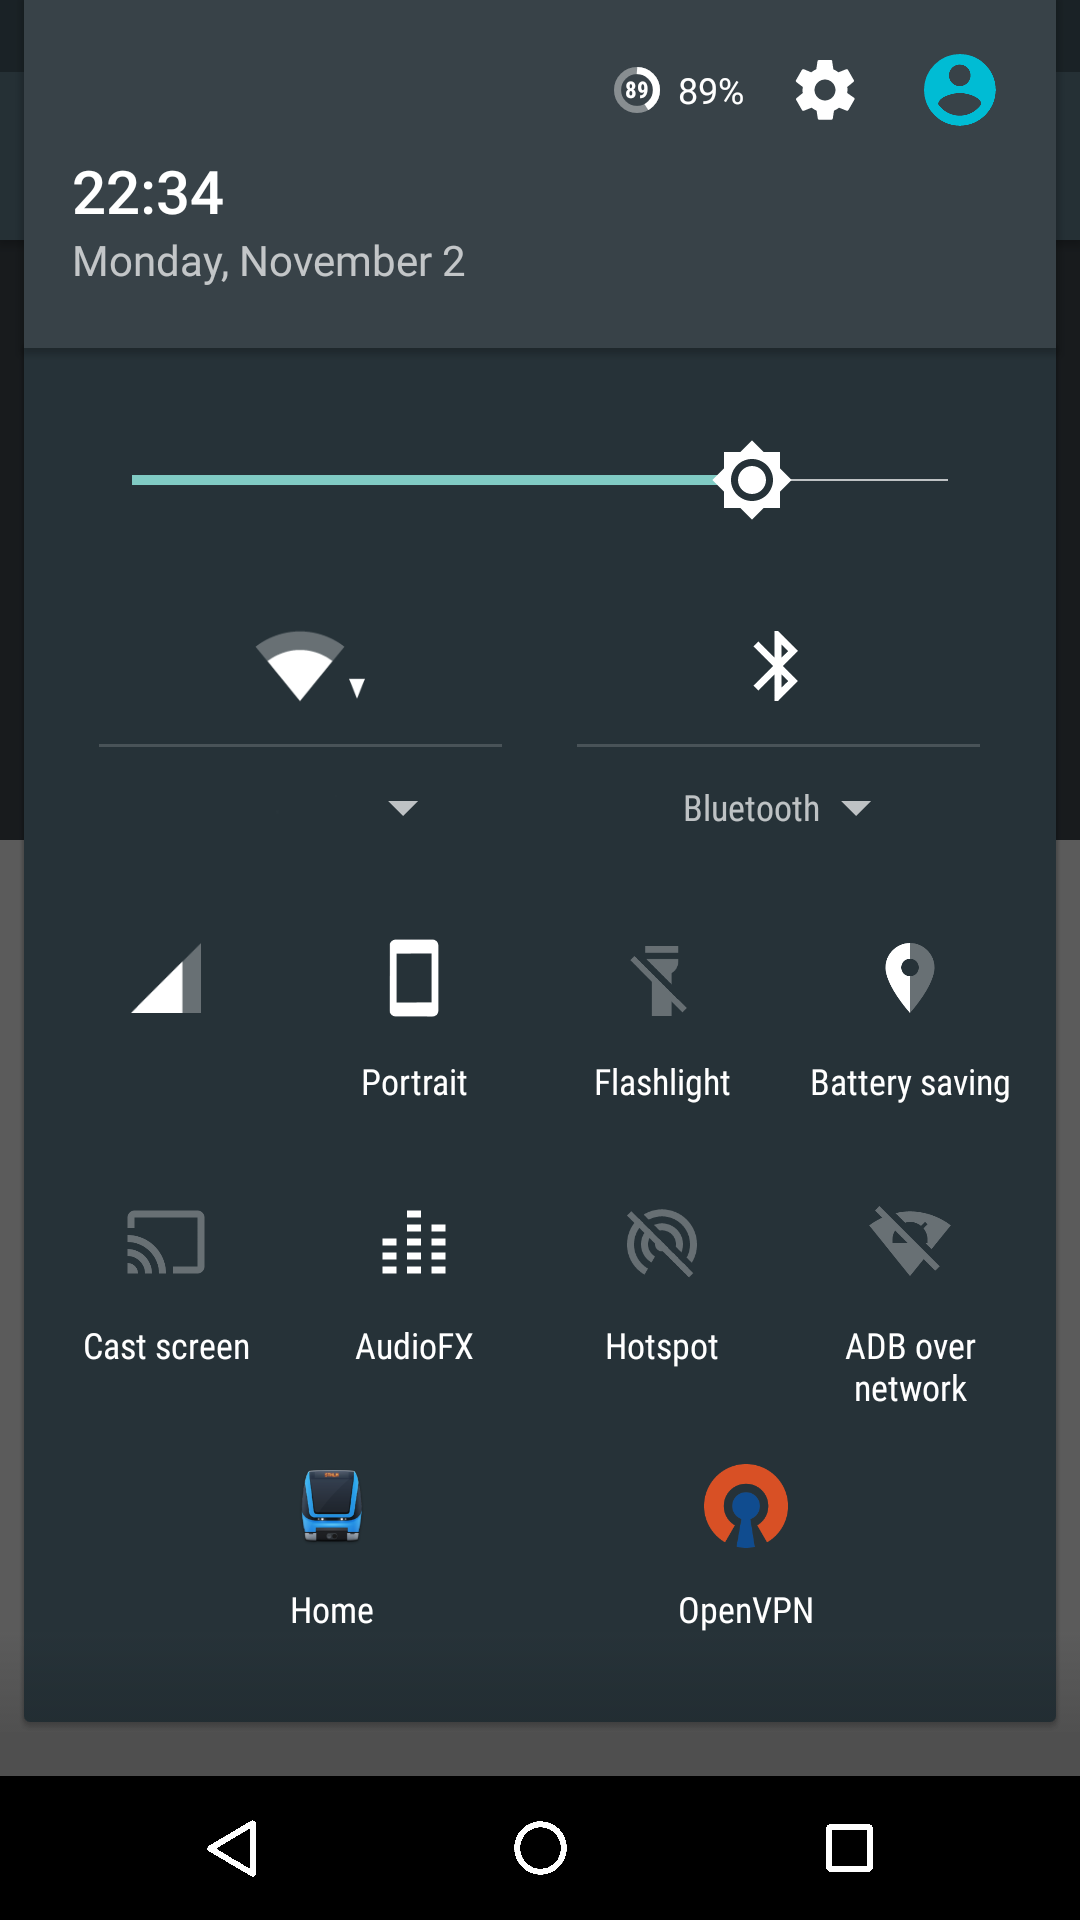 89 89%
22:34
Monday, November 2
Bluetooth
Portrait Flashlight Battery saving
Cast screen AudioFX Hotspot ADB over
network
Home OpenVPN